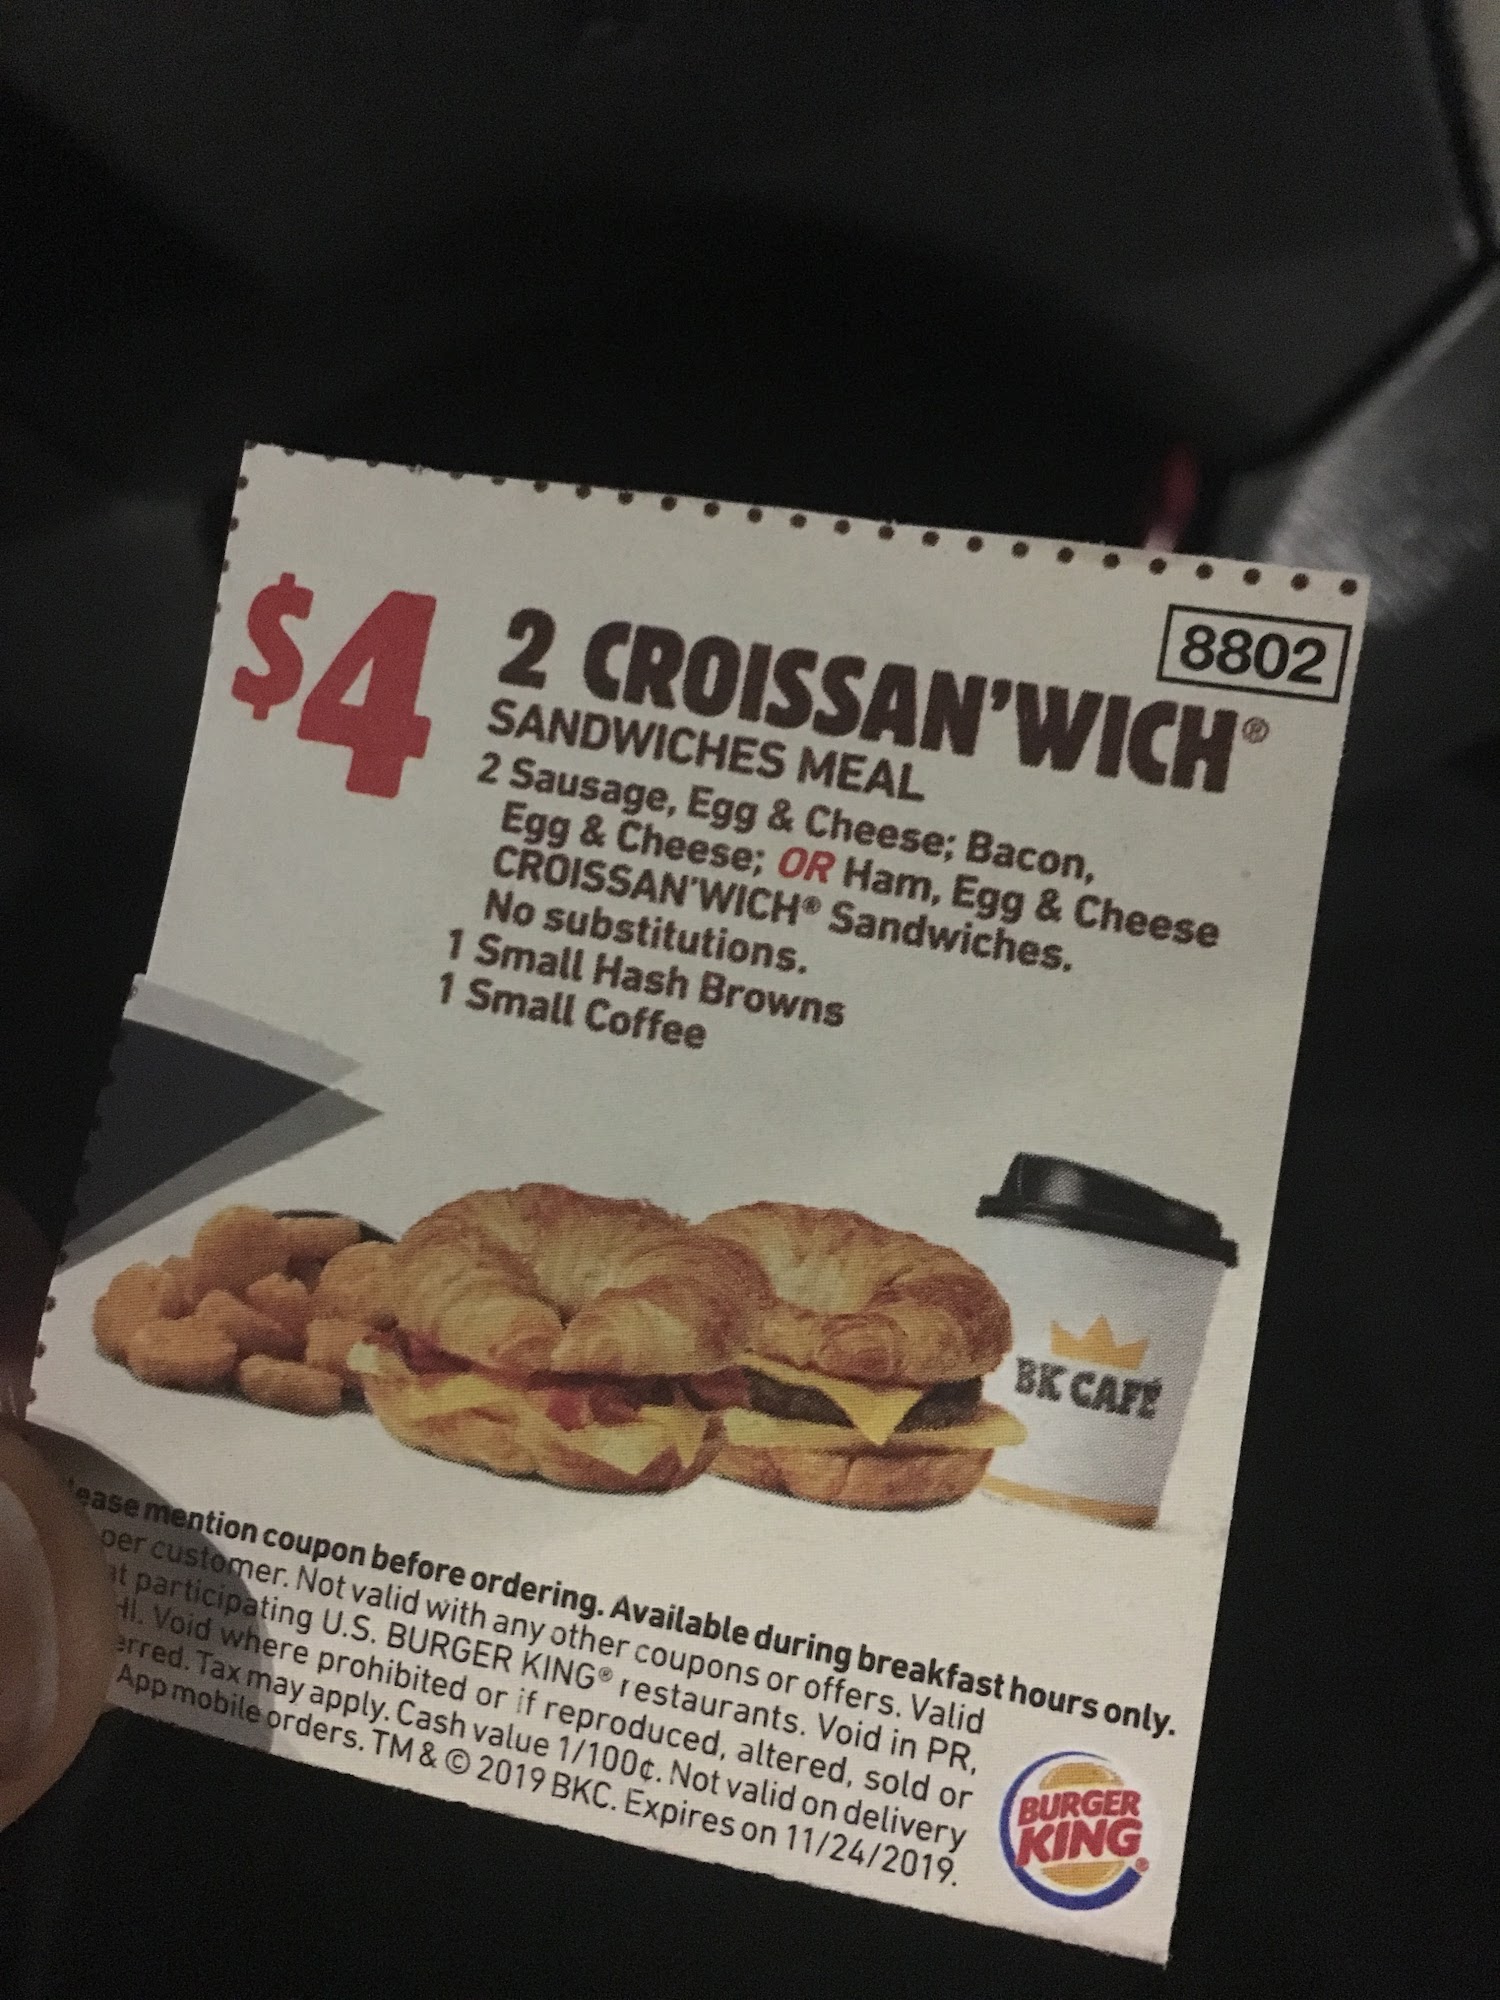 8802
$4
2 CROISSAN'WICH®
SANDWICHES MEAL
2 Sausage, Egg & Cheese; Bacon,
Egg & Cheese; OR Ham, Egg & Cheese
CROISSAN'WICH® Sandwiches.
No substitutions.
1 Small Hash Browns
1 Small Coffee
BK CAFÉ
mention coupon before ordering. Available during breakfast hours only.
per customer. Not valid with any other coupons or offers. Valid
at participating U.S. BURGER KING® restaurants. Void in PR,
HI. Void where prohibited or if reproduced, altered, sold or
Tax may apply. Cash value 1/100¢. Not valid on delivery
App mobile orders. TM & © 2019 BKC. Expires on 11/24/2019.
BURGER
KING®